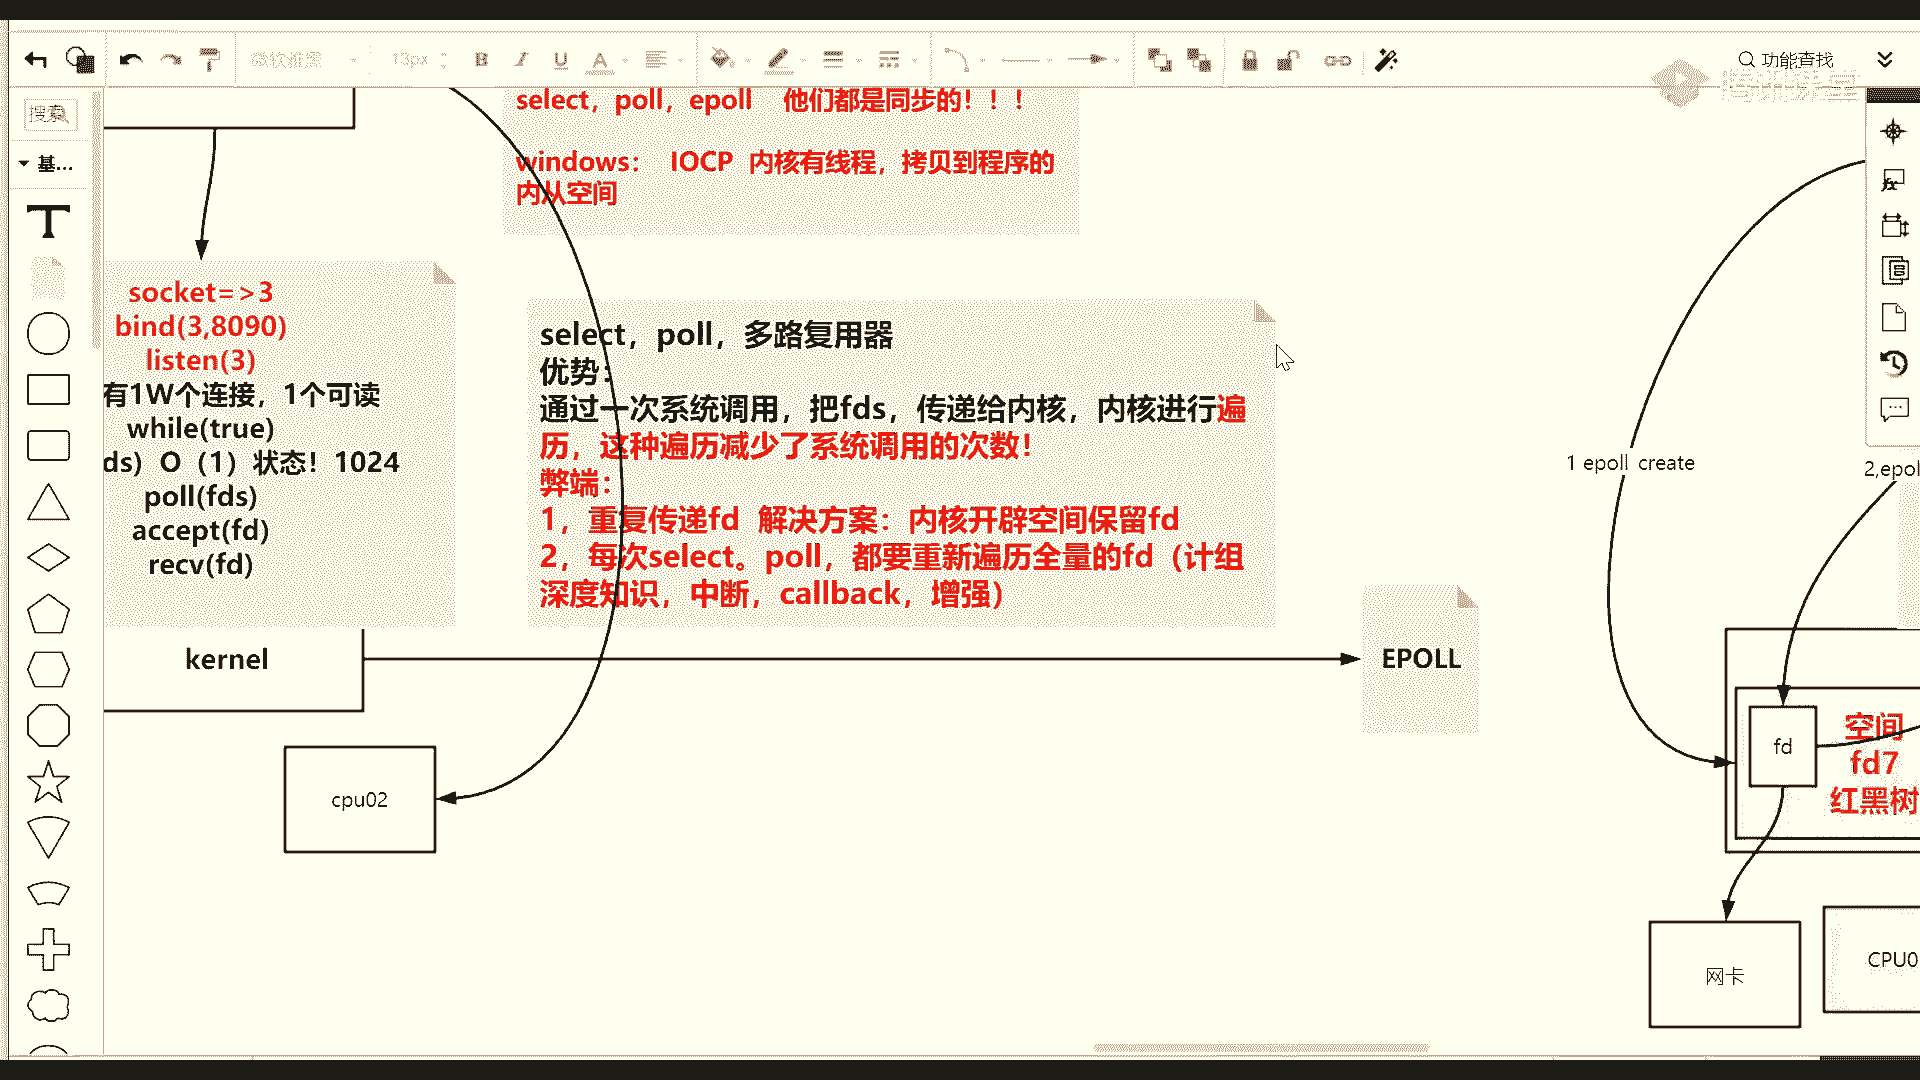 微软雅黑
13px
B
I
U
A
功能查找
腾讯课堂
搜索
基...
T
select，poll，epoll 他们都是同步的！！！
windows： IOCP 内核有线程，拷贝到程序的
内从空间
socket=>3
bind(3,8090)
listen(3)
有1W个连接，1个可读
while(true)
ds）O（1）状态！1024
poll(fds)
accept(fd)
recv(fd)
select，poll，多路复用器
优势：
通过一次系统调用，把fds，传递给内核，内核进行遍
历，这种遍历减少了系统调用的次数！
弊端：
1，重复传递fd 解决方案：内核开辟空间保留fd
2，每次select。poll，都要重新遍历全量的fd（计组
深度知识，中断，callback，增强）
kernel
EPOLL
cpu02
1 epoll create
2,epol
fd
空间
fd7
红黑树
网卡
CPU0